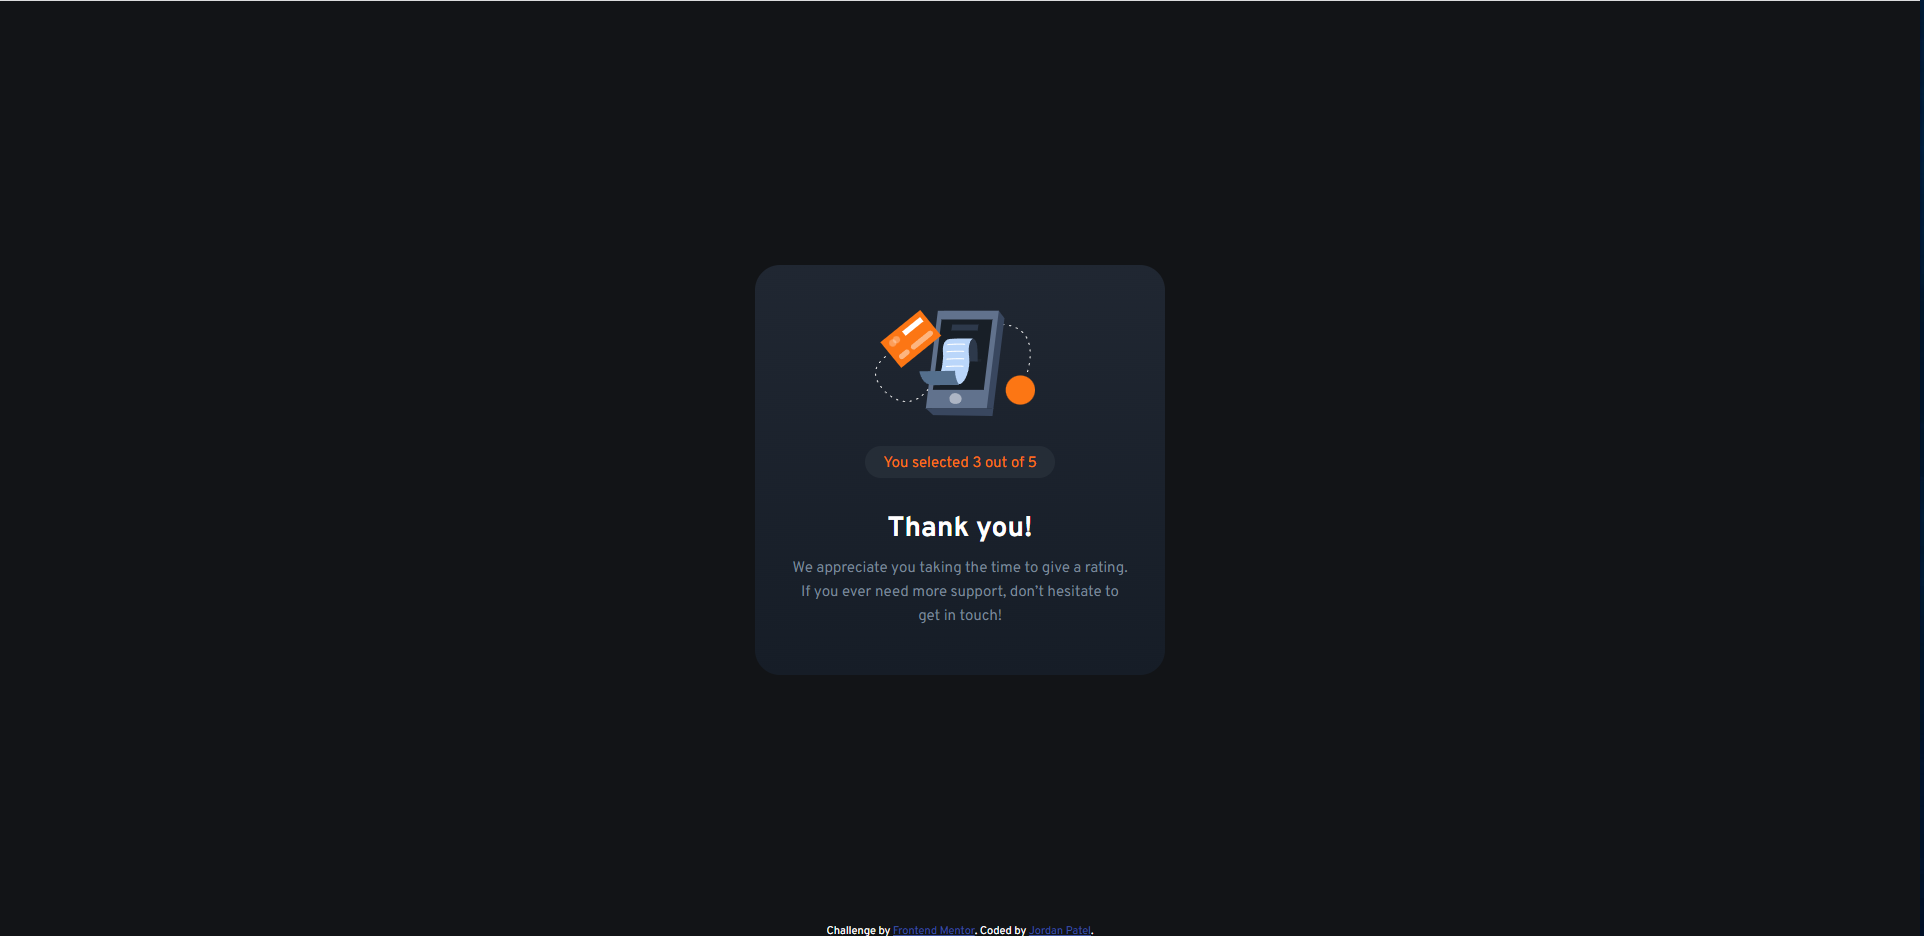 You selected 3 out of 5
Thank you!
We appreciate you taking the time to give a rating.
If you ever need more support, don’t hesitate to
get in touch!
Challenge by Frontend Mentor. Coded by Jordan Patel.